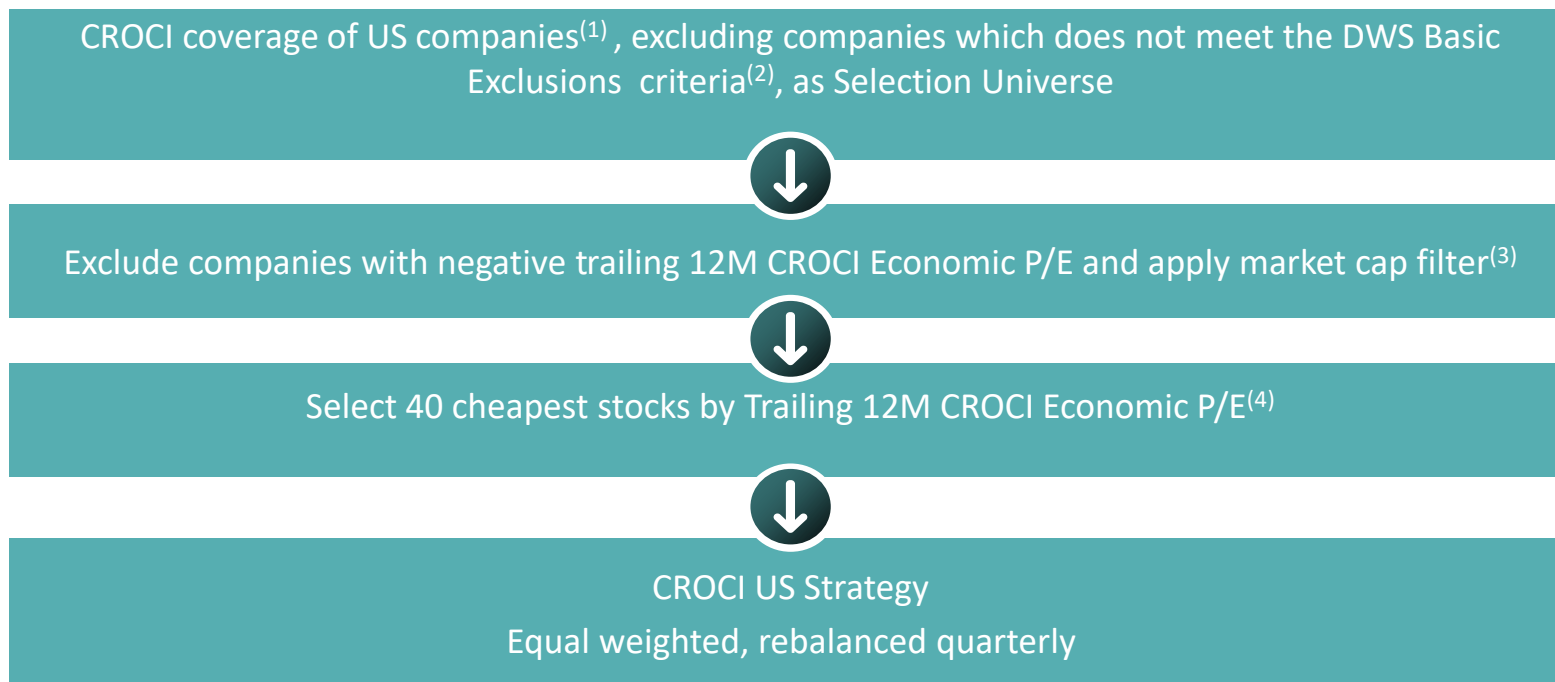 CROCI coverage of US companies(1) , excluding companies which does not meet the DWS Basic
Exclusions  criteria(2), as Selection Universe
Exclude companies with negative trailing 12M CROCI Economic P/E and apply market cap filter(3)
Select 40 cheapest stocks by Trailing 12M CROCI Economic P/E(4)
CROCI US Strategy
Equal weighted, rebalanced quarterly